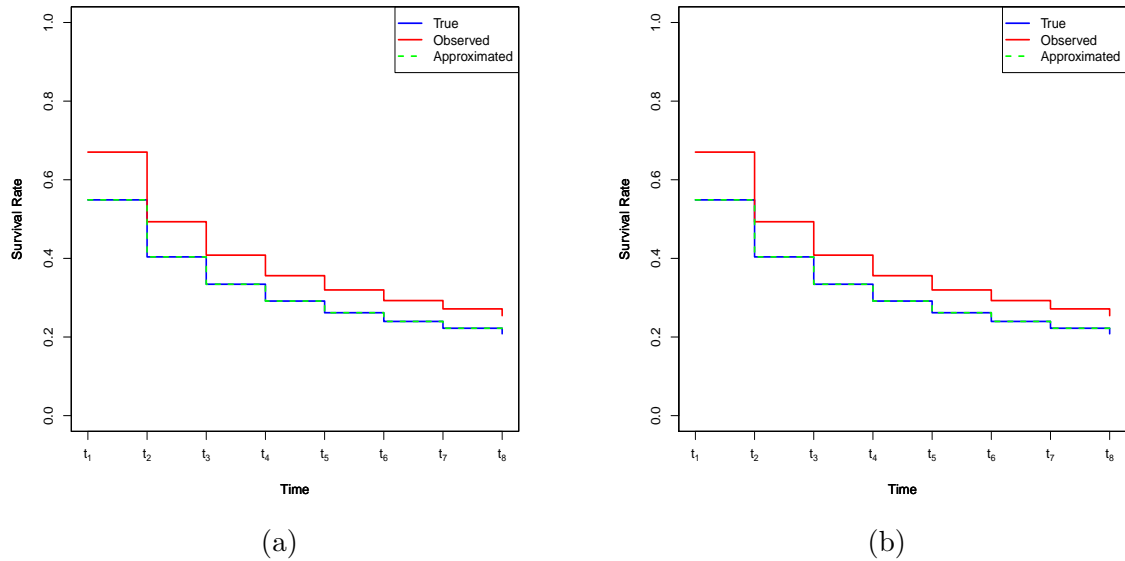 True
Observed
Approximated
1.0
0.8
0.6
0.4
0.2
0.0
Survival Rate
t1 t2 t3 t4 t5 t6 t7 t8
Time
(a)
True
Observed
Approximated
1.0
0.8
0.6
0.4
0.2
0.0
Survival Rate
t1 t2 t3 t4 t5 t6 t7 t8
Time
(b)